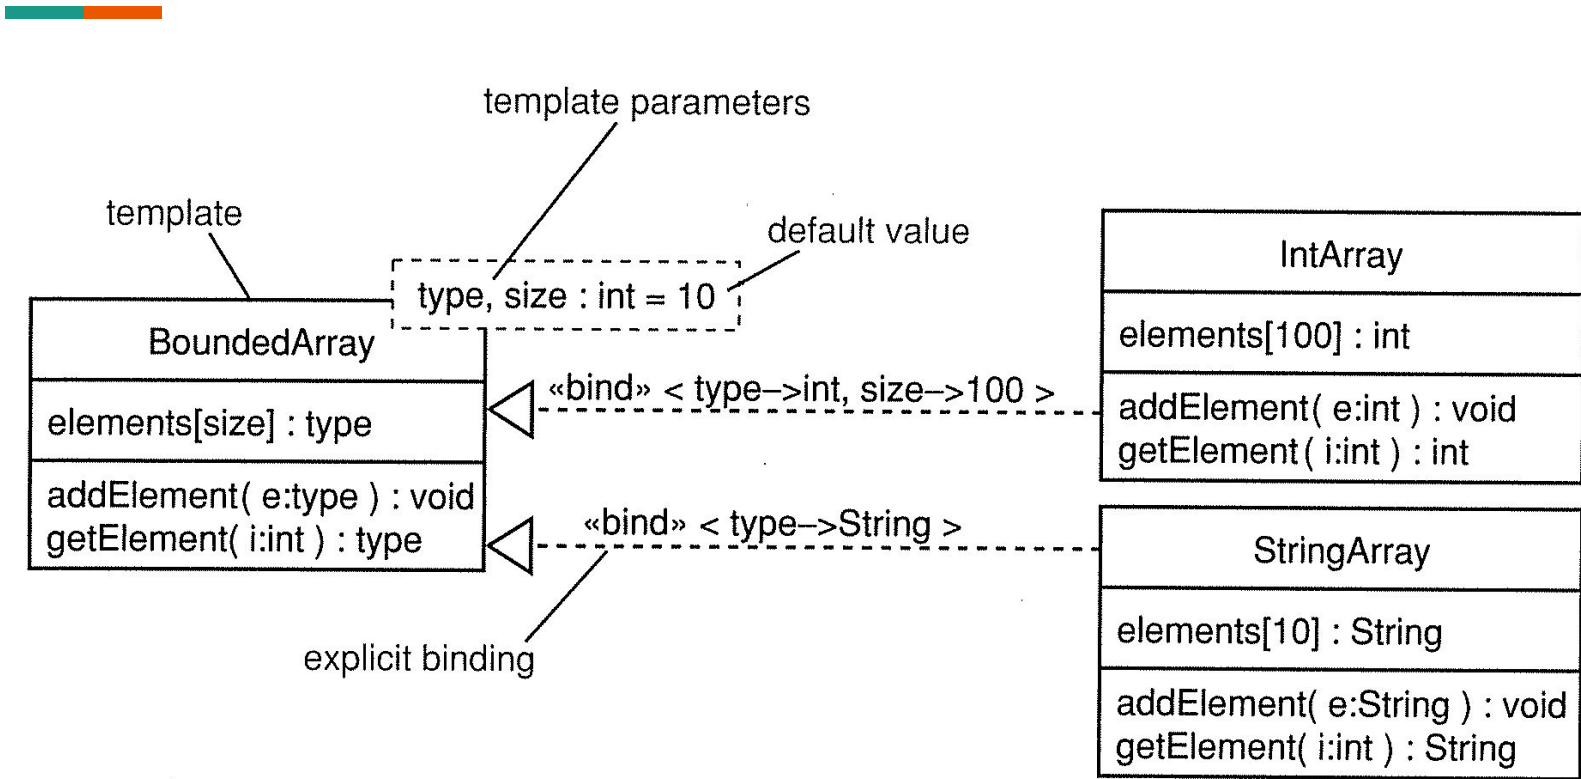 template parameters
template
default value
type, size : int = 10
BoundedArray
elements[size] : type
addElement( e:type ) : void
getElement( i:int ) : type
«bind» < type–>int, size–>100 >
«bind» < type–>String >
explicit binding
IntArray
elements[100] : int
addElement( e:int ) : void
getElement( i:int ) : int
StringArray
elements[10] : String
addElement( e:String ) : void
getElement( i:int ) : String